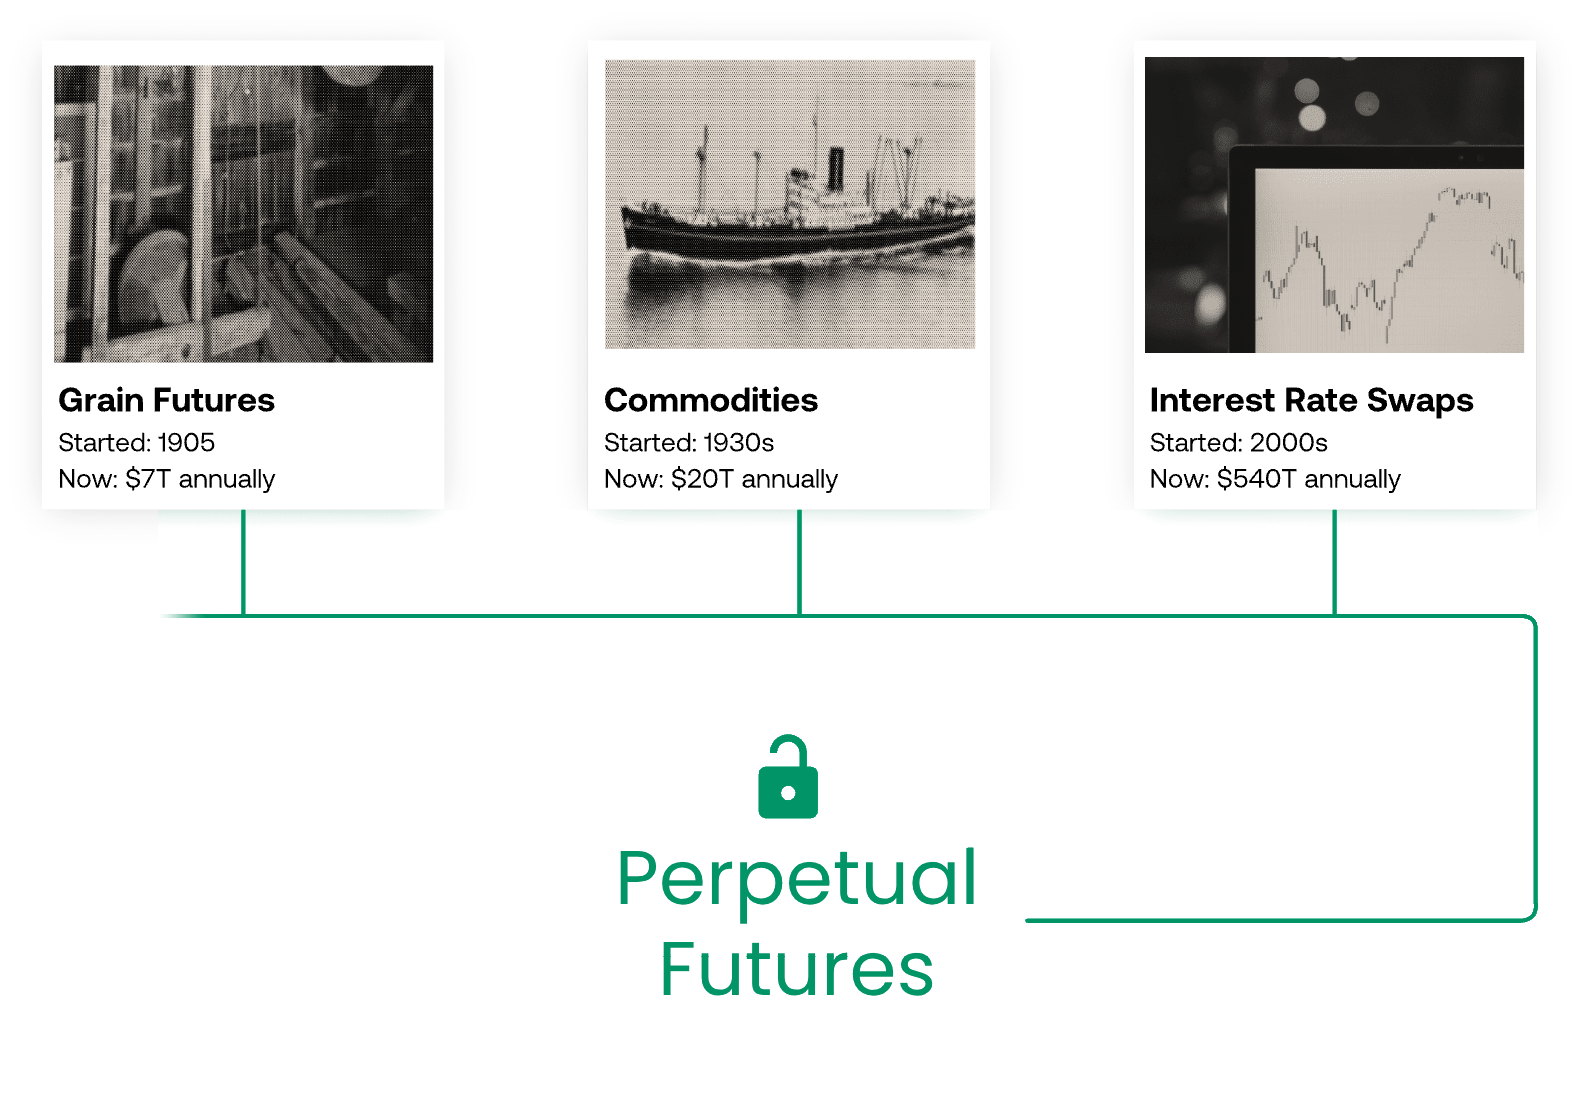 Grain Futures
Started: 1905
Now: $7T annually
Commodities
Started: 1930s
Now: $20T annually
Interest Rate Swaps
Started: 2000s
Now: $540T annually
Perpetual
Futures